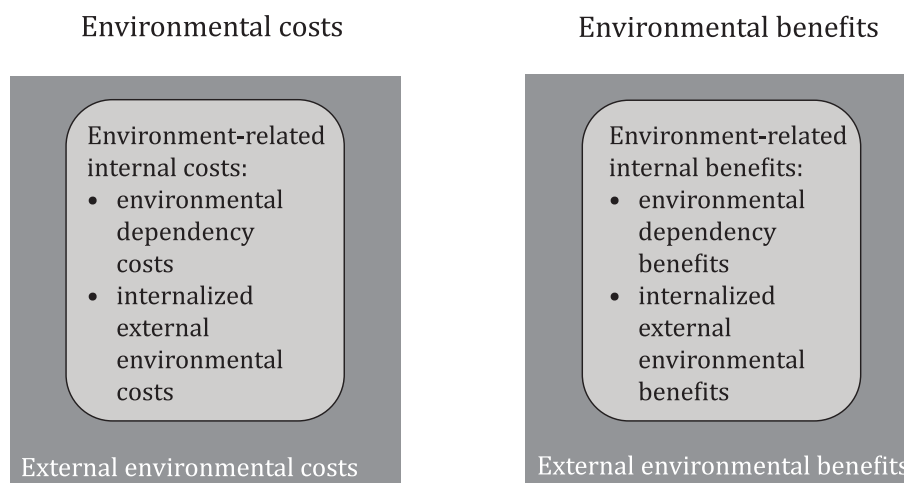 Environmental costs
Environment-related
internal costs:
• environmental
dependency
costs
• internalized
external
environmental
costs
External environmental costs
Environmental benefits
Environment-related
internal benefits:
• environmental
dependency
benefits
• internalized
external
environmental
benefits
External environmental benefits